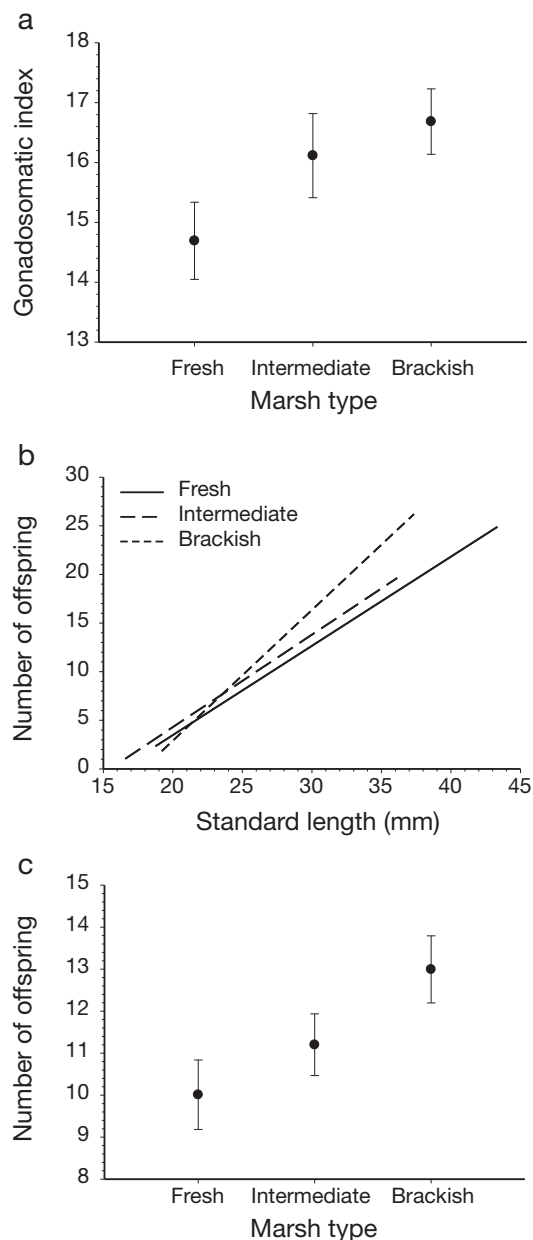 a
18
17
16
15
14
13
Gonadosomatic index
Fresh Intermediate Brackish
Marsh type
b
30
25
20
15
10
5
0
Number of offspring
Fresh
Intermediate
Brackish
15 20 25 30 35 40 45
Standard length (mm)
c
15
14
13
12
11
10
9
8
Number of offspring
Fresh Intermediate Brackish
Marsh type